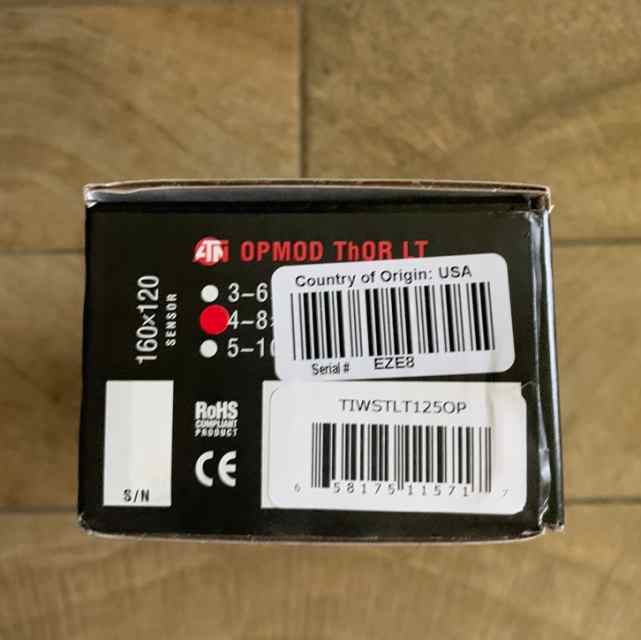 ATN OPMOD ThOR LT
160×120
SENSOR
3–6
4–8
5–10
Country of Origin: USA
Serial # EZE8
RoHS
COMPLIANT
PRODUCT
CE
S/N
TIWSTLT125OP
6 58175 11571 7